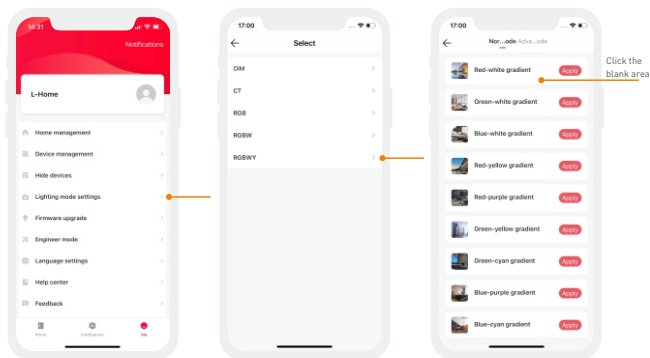 14:31
Notifications
L-Home
Home management
Device management
Hide devices
Lighting mode settings
Firmware upgrade
Engineer mode
Language settings
Help center
Feedback
Me
17:00
Select
DIM
CT
RGB
RGBW
RGBWY
17:00
Nor...ode Adva...ode
Red-white gradient Apply
Green-white gradient Apply
Blue-white gradient Apply
Red-yellow gradient Apply
Red-purple gradient Apply
Green-yellow gradient Apply
Green-cyan gradient Apply
Blue-purple gradient Apply
Blue-cyan gradient Apply
Click the
blank area